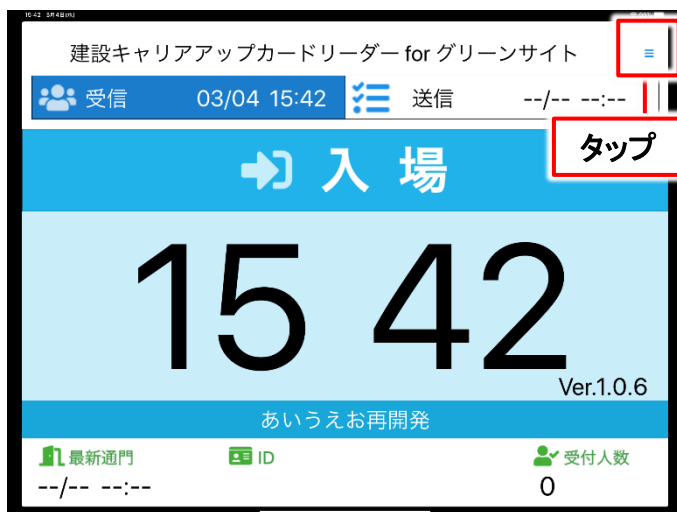 15:42 3月4日(火)
建設キャリアアップカードリーダー for グリーンサイト ≡
受信 03/04 15:42 送信 --/-- --:--
タップ
入場
15 42
Ver.1.0.6
あいうえお再開発
最新通門 ID 受付人数
--/-- --:-- 0